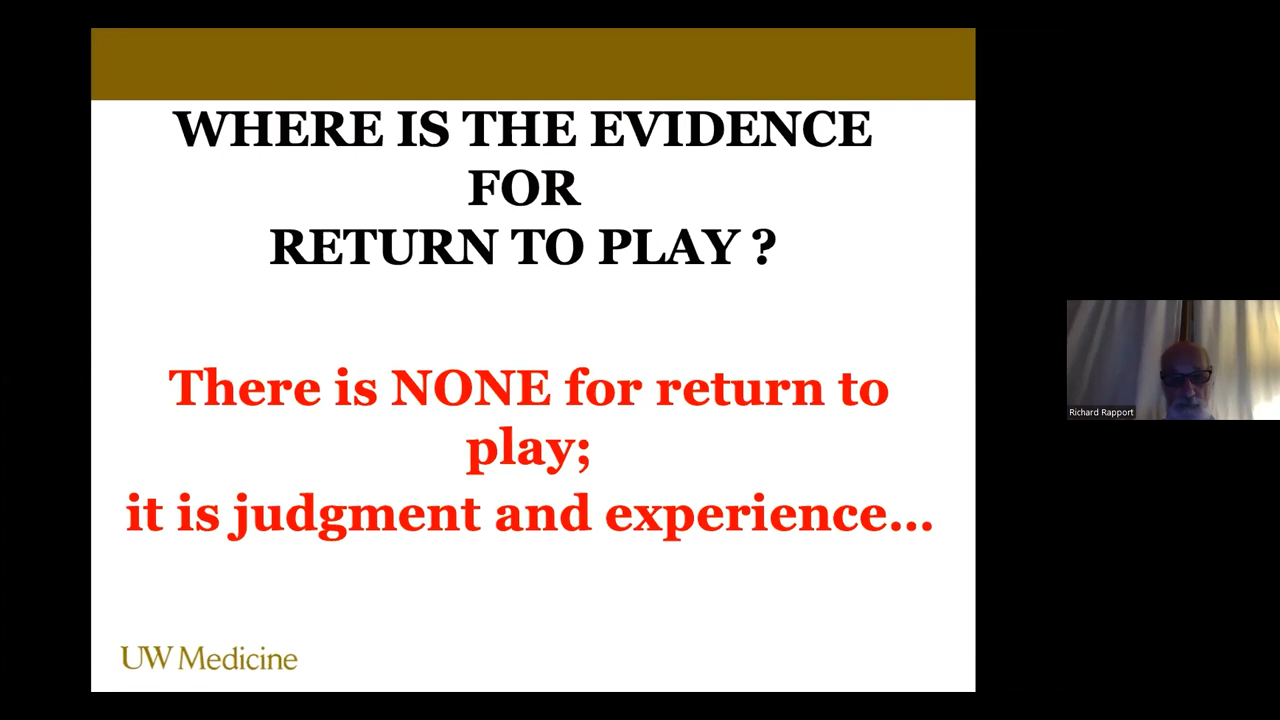 WHERE IS THE EVIDENCE
FOR
RETURN TO PLAY ?
There is NONE for return to
play;
it is judgment and experience...
UW Medicine
Richard Rapport